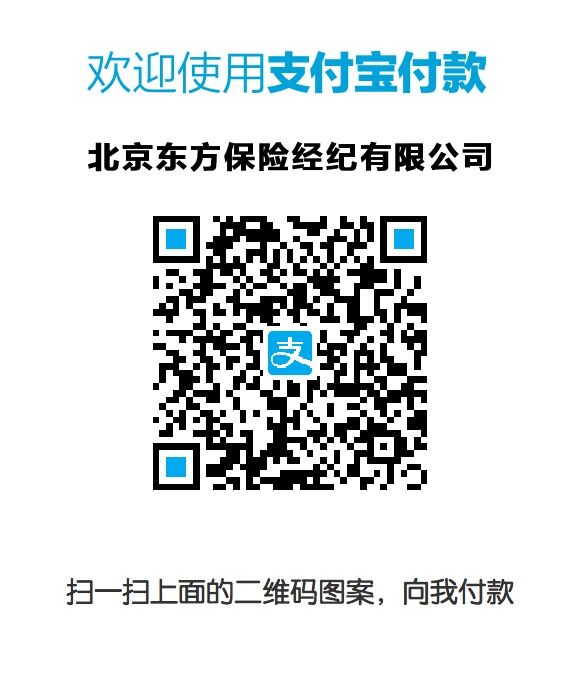 欢迎使用支付宝付款
北京东方保险经纪有限公司
支
扫一扫上面的二维码图案，向我付款